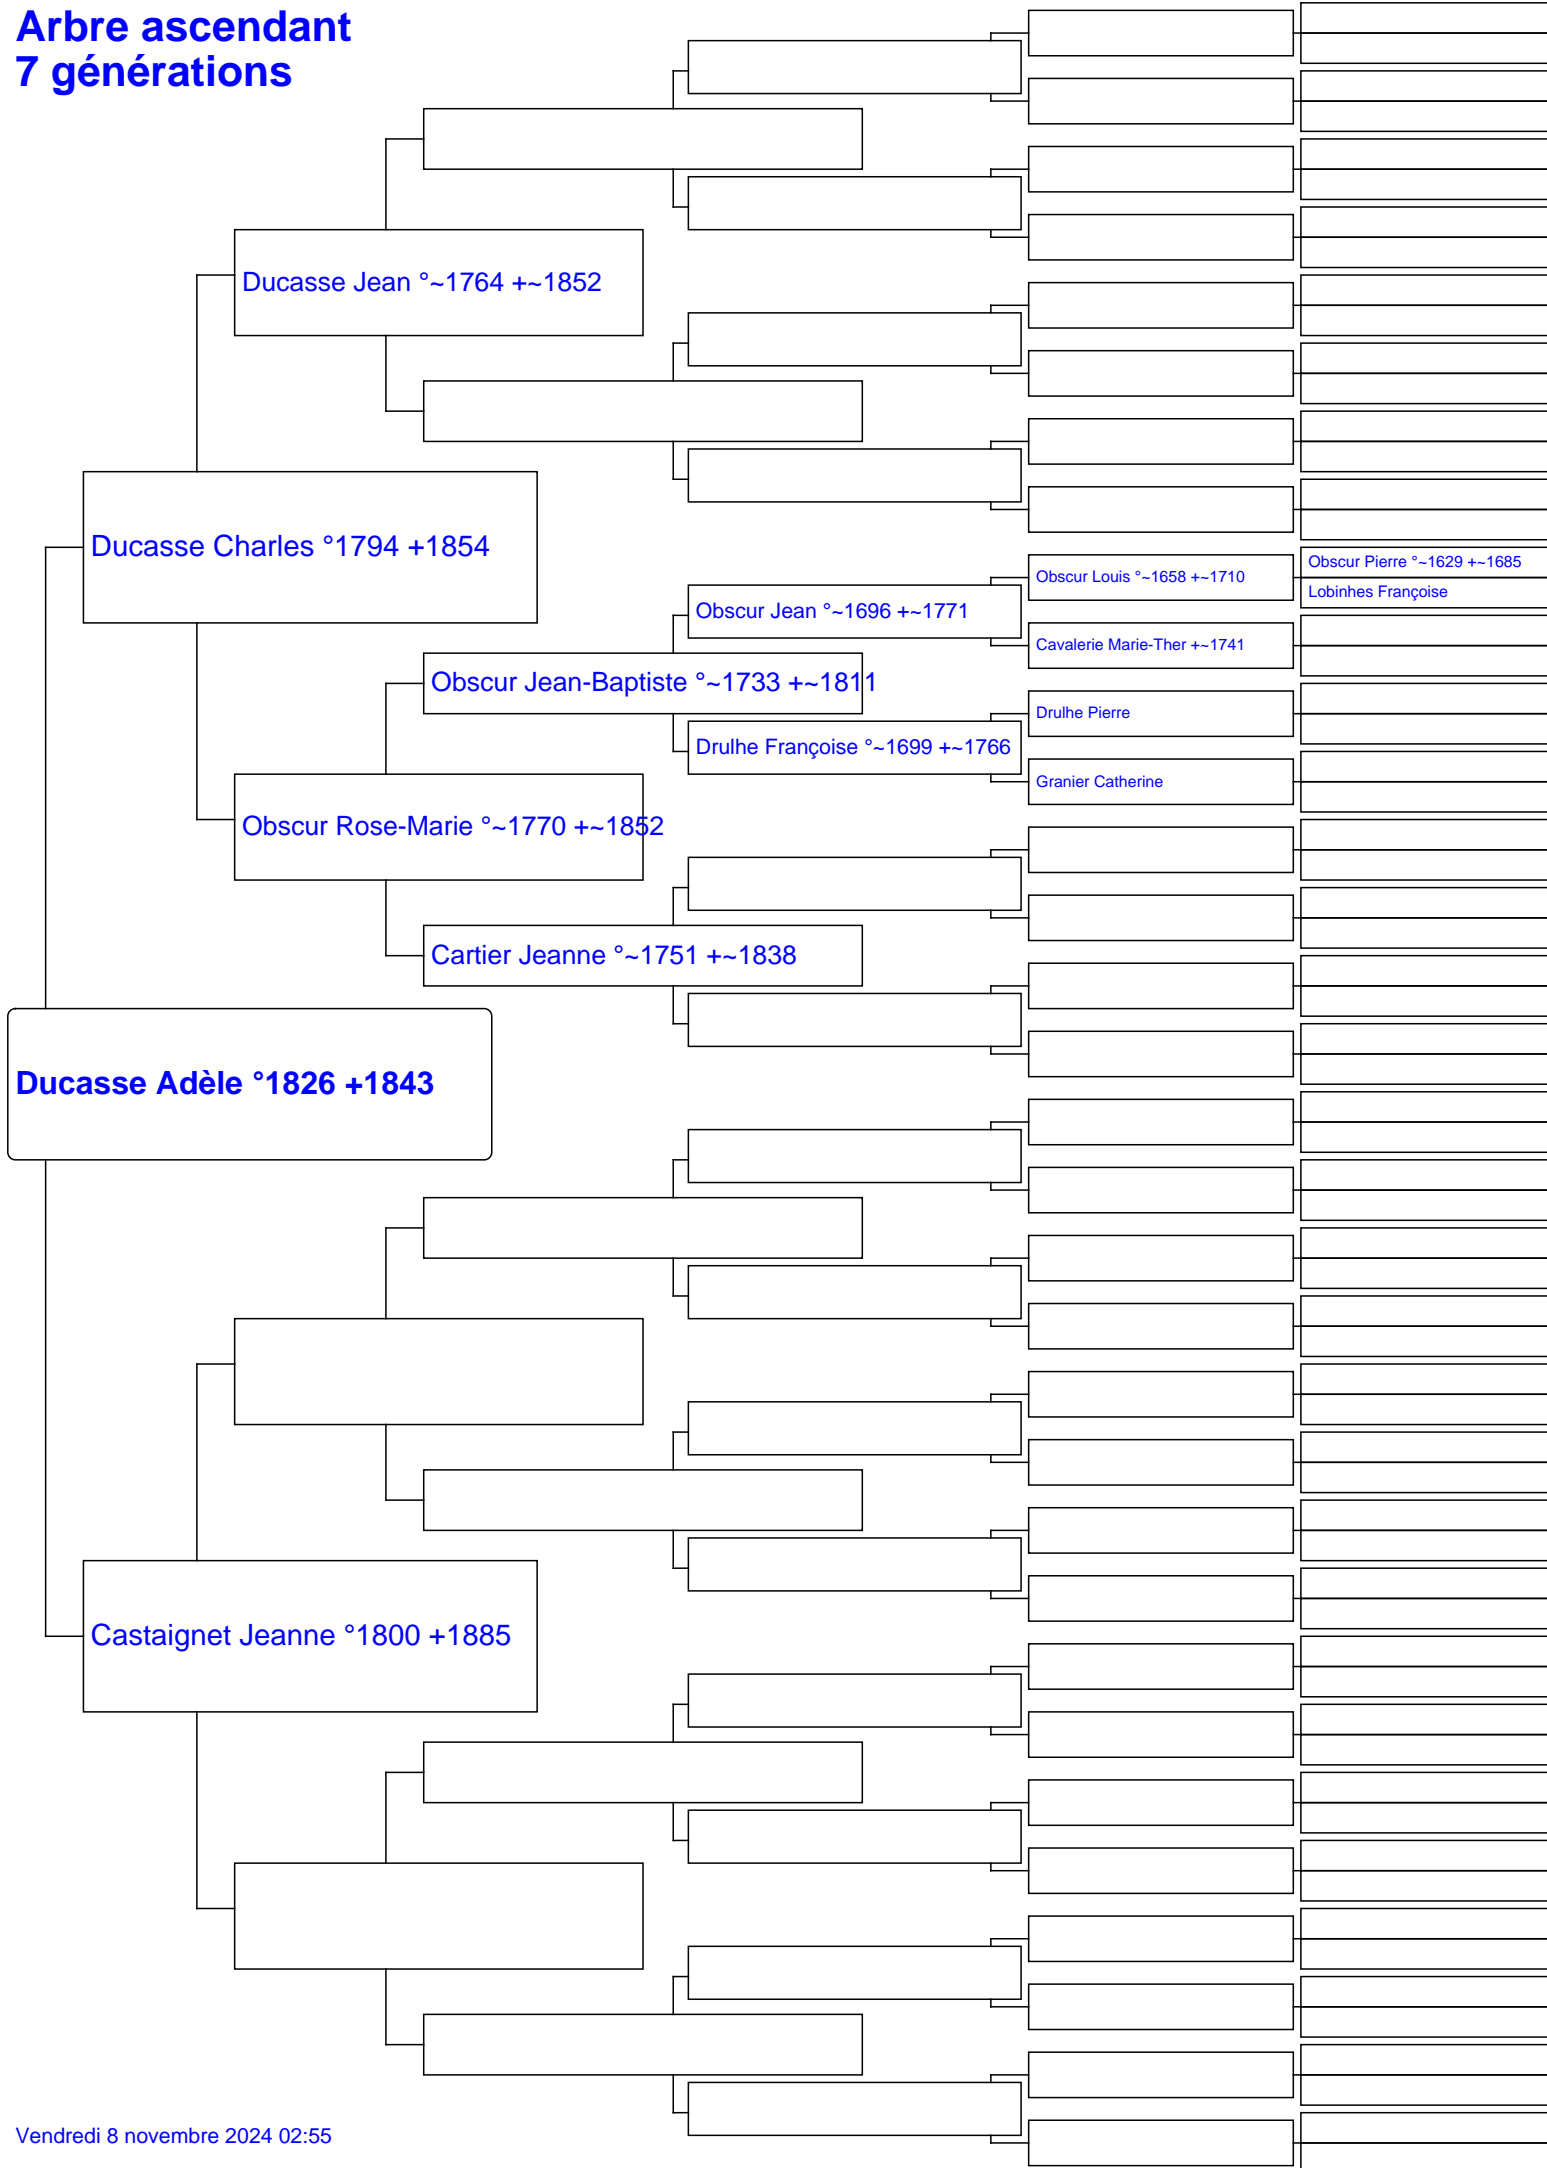 Arbre ascendant
7 générations
Ducasse Jean °~1764 +~1852
Ducasse Charles °1794 +1854
Obscur Pierre °~1629 +~1685
Obscur Louis °~1658 +~1710
Lobinhes Françoise
Obscur Jean °~1696 +~1771
Cavalerie Marie-Ther +~1741
Obscur Jean-Baptiste °~1733 +~1811
Drulhe Pierre
Drulhe Françoise °~1699 +~1766
Granier Catherine
Obscur Rose-Marie °~1770 +~1852
Cartier Jeanne °~1751 +~1838
Ducasse Adèle °1826 +1843
Castaignet Jeanne °1800 +1885
Vendredi 8 novembre 2024 02:55